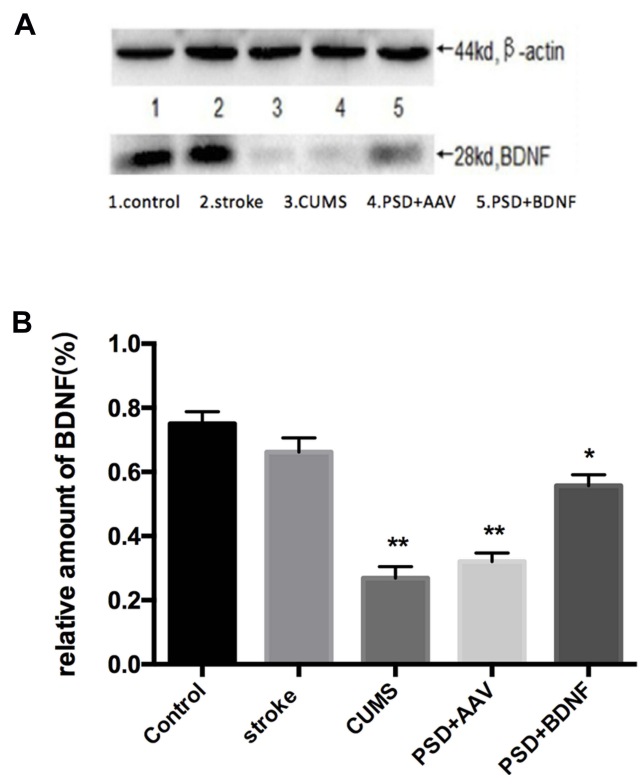 A
←44kd,β-actin
1 2 3 4 5
←28kd,BDNF
1.control 2.stroke 3.CUMS 4.PSD+AAV 5.PSD+BDNF
B
relative amount of BDNF(%)
1.0
0.8
0.6
0.4
0.2
0.0
** ** *
Control stroke CUMS PSD+AAV PSD+BDNF